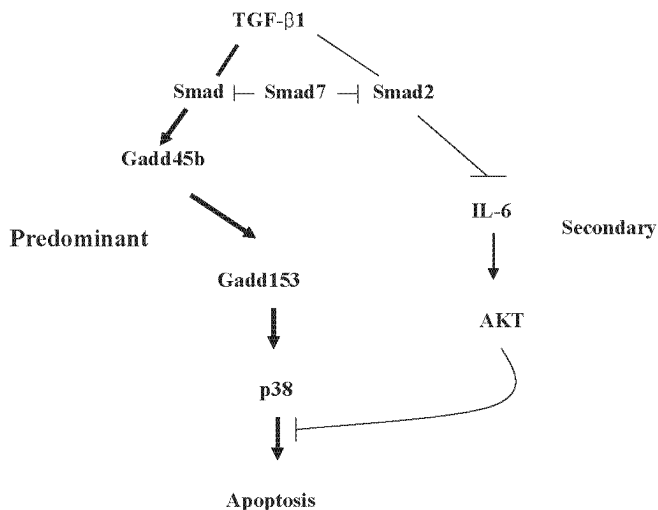 TGF-β1
Smad
Smad7
Smad2
Gadd45b
IL-6
Secondary
Predominant
Gadd153
AKT
p38
Apoptosis